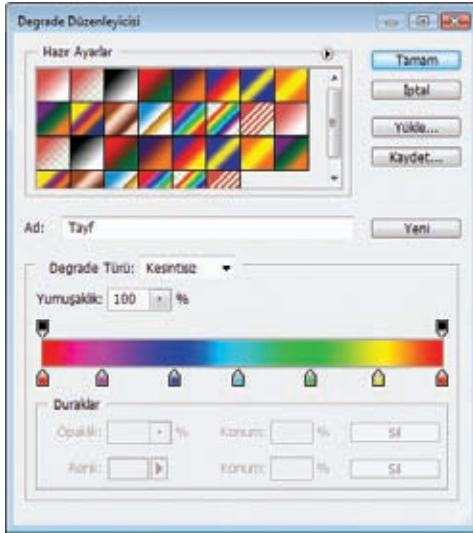 Degrade Düzenleyicisi
Hazır Ayarlar
Tamam
İptal
Yükle...
Kaydet...
Ad: Tayf
Yeni
Degrade Türü: Kesintisiz
Yumuşaklık: 100 %
Duraklar
Opaklık: % Konum: % Sil
Renk: Konum: % Sil